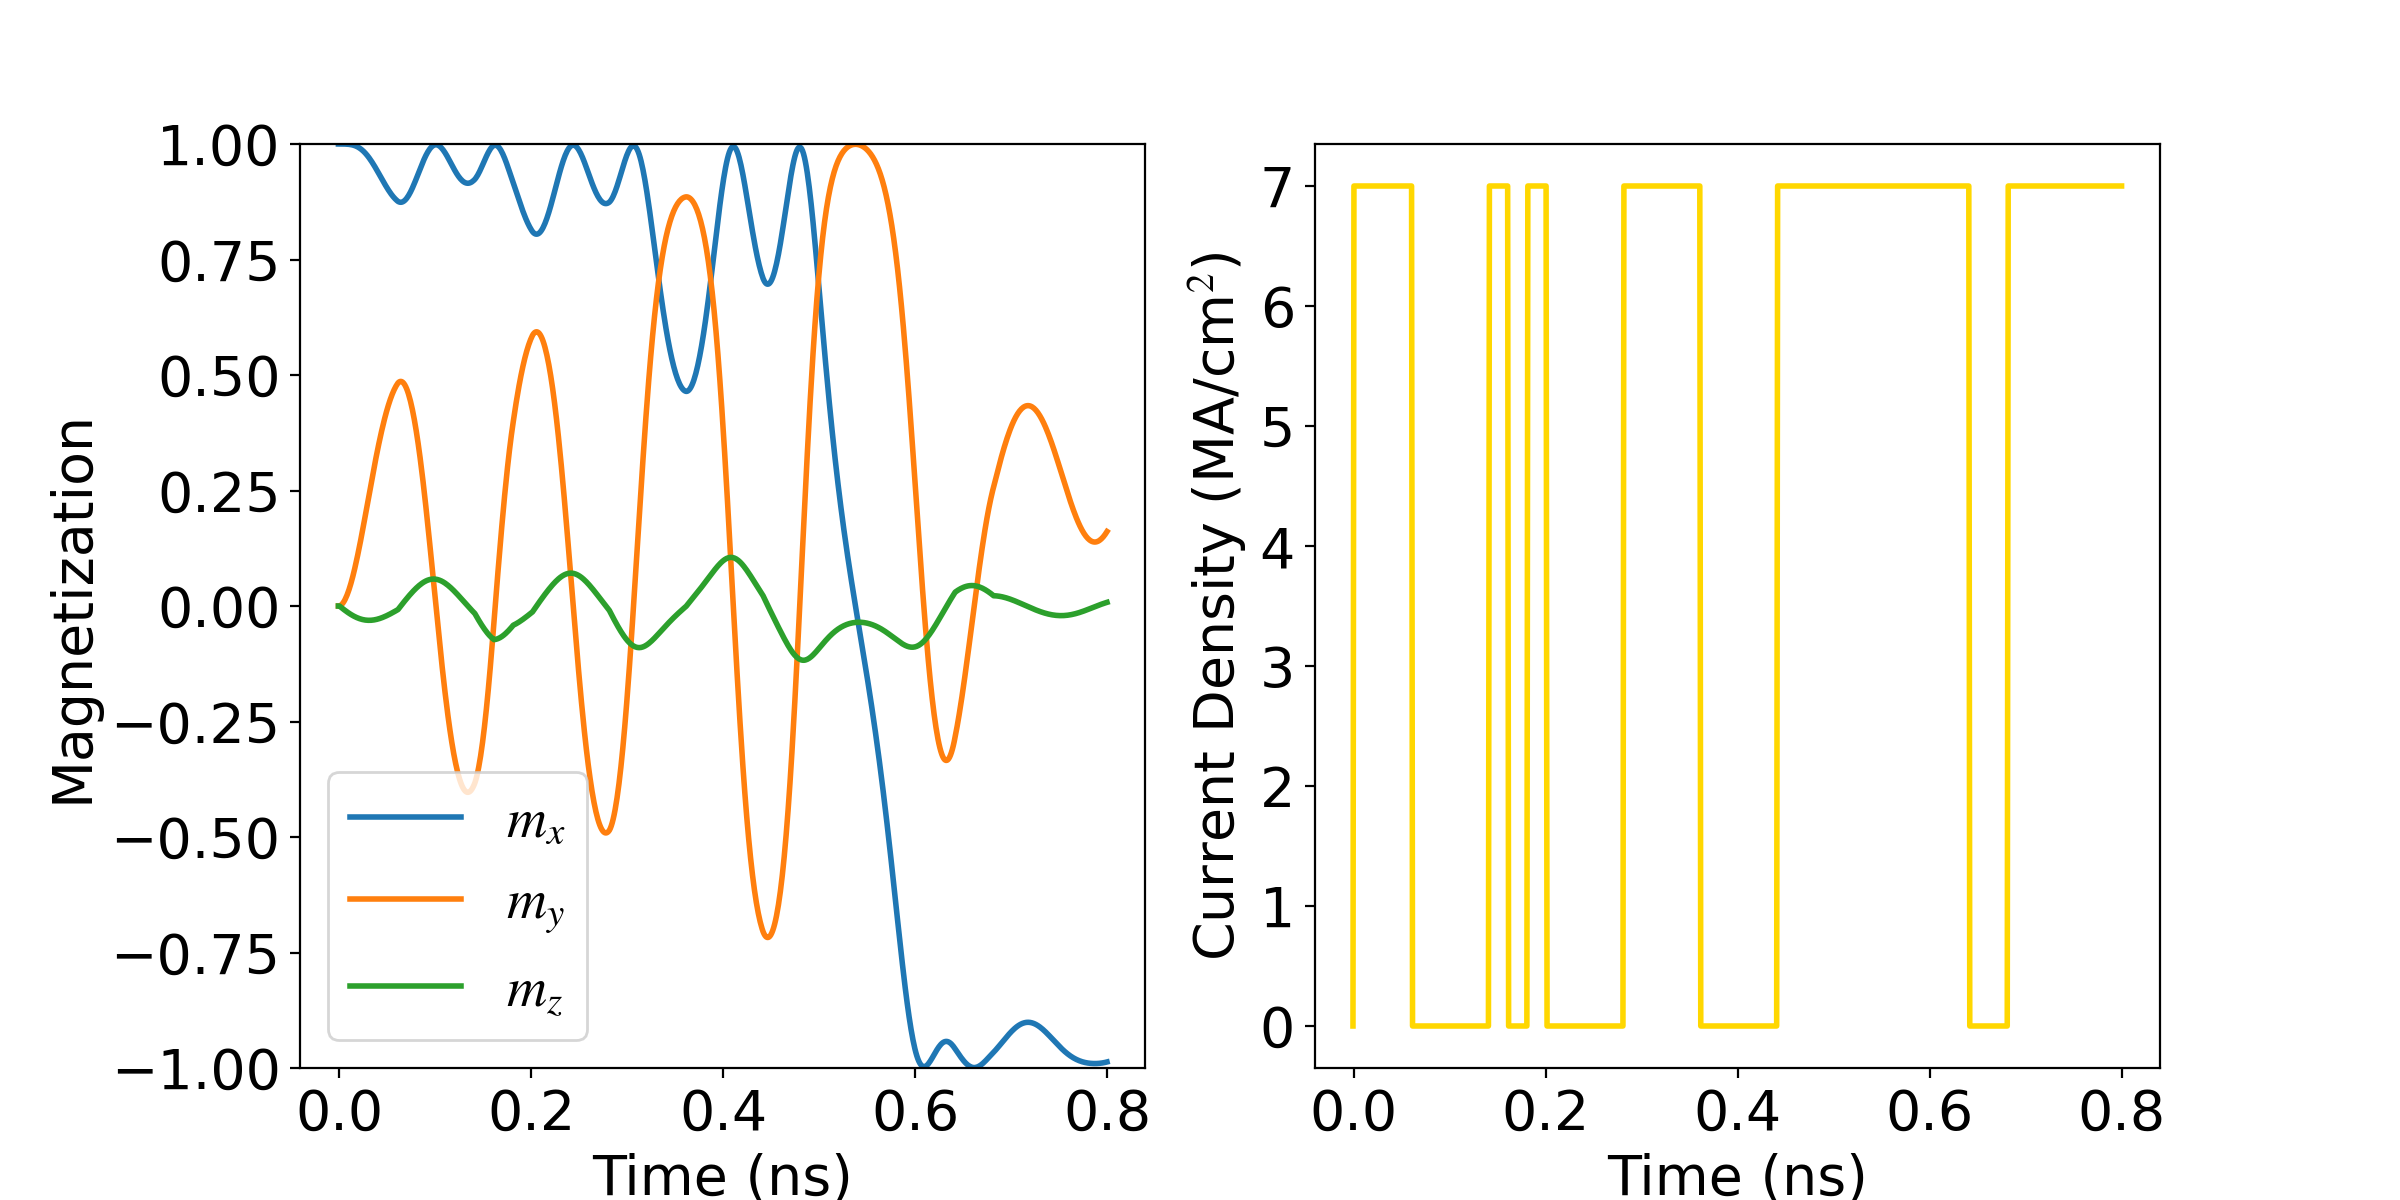 1.00
0.75
0.50
0.25
0.00
−0.25
−0.50
−0.75
−1.00
Magnetization
0.0 0.2 0.4 0.6 0.8
Time (ns)
m_x
m_y
m_z
7
6
5
4
3
2
1
0
Current Density (MA/cm²)
0.0 0.2 0.4 0.6 0.8
Time (ns)